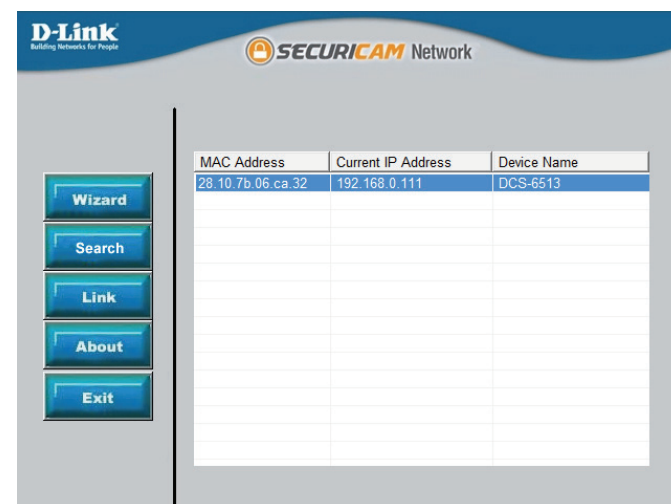 D-Link
Building Networks for People
SECURICAM Network
MAC Address Current IP Address Device Name
28.10.7b.06.ca.32 192.168.0.111 DCS-6513
Wizard
Search
Link
About
Exit